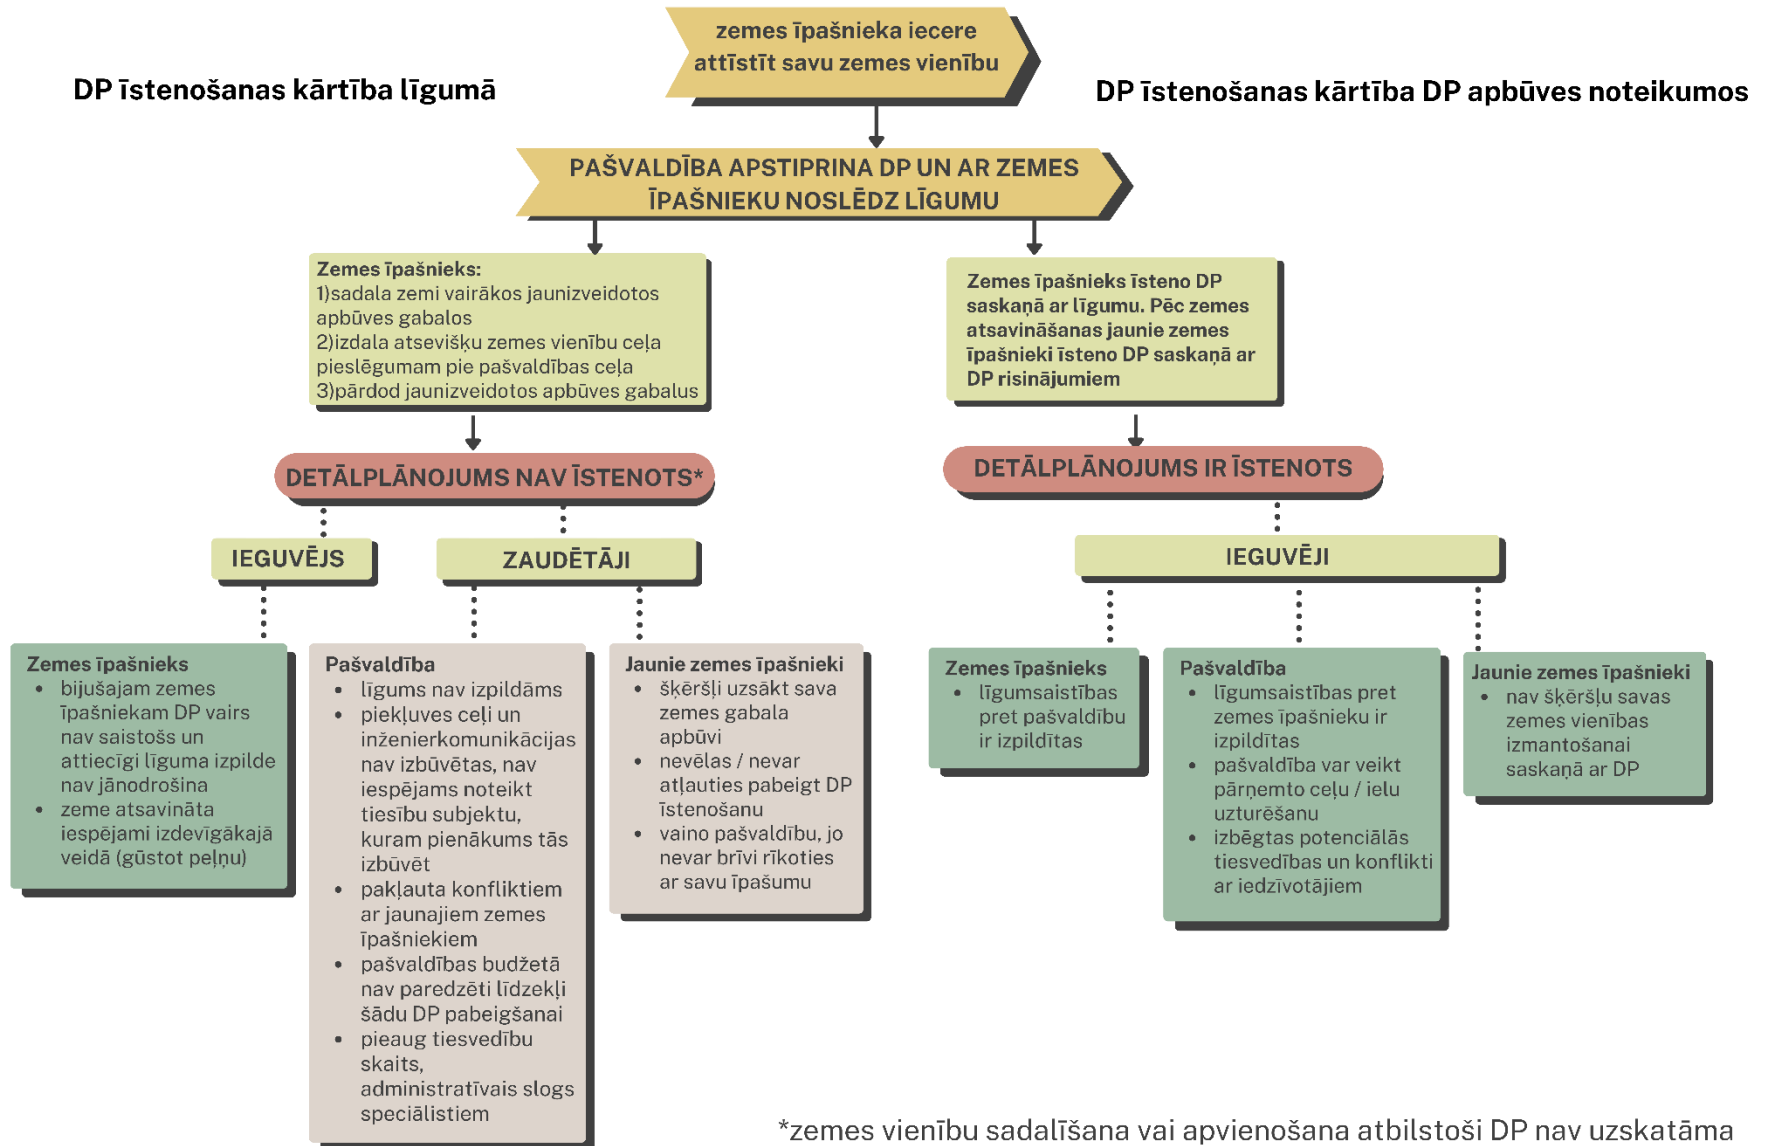 zemes īpašnieka iecere
attīstīt savu zemes vienību
DP īstenošanas kārtība līgumā
DP īstenošanas kārtība DP apbūves noteikumos
PAŠVALDĪBA APSTIPRINA DP UN AR ZEMES
ĪPAŠNIEKU NOSLĒDZ LĪGUMU
Zemes īpašnieks:
1)sadala zemi vairākos jaunizveidotos
apbūves gabalos
2)izdala atsevišķu zemes vienību ceļa
pieslēgumam pie pašvaldības ceļa
3)pārdod jaunizveidotos apbūves gabalus
Zemes īpašnieks īsteno DP
saskaņā ar līgumu. Pēc zemes
atsavināšanas jaunie zemes
īpašnieki īsteno DP saskaņā ar
DP risinājumiem
DETĀLPLĀNOJUMS NAV ĪSTENOTS*
DETĀLPLĀNOJUMS IR ĪSTENOTS
IEGUVĒJS
ZAUDĒTĀJI
IEGUVĒJI
Zemes īpašnieks
• bijušajam zemes
īpašniekam DP vairs
nav saistošs un
attiecīgi līguma izpilde
nav jānodrošina
• zeme atsavināta
iespējami izdevīgākajā
veidā (gūstot peļņu)
Pašvaldība
• līgums nav izpildāms
• piekļuves ceļi un
inženierkomunikācijas
nav izbūvētas, nav
iespējams noteikt
tiesību subjektu,
kuram pienākums tās
izbūvēt
• pakļauta konfliktiem
ar jaunajiem zemes
īpašniekiem
• pašvaldības budžetā
nav paredzēti līdzekļi
šādu DP pabeigšanai
• pieaug tiesvedību
skaits,
administratīvais slogs
speciālistiem
Jaunie zemes īpašnieki
• šķēršļi uzsākt sava
zemes gabala
apbūvi
• nevēlas / nevar
atļauties pabeigt DP
īstenošanu
• vaino pašvaldību, jo
nevar brīvi rīkoties
ar savu īpašumu
Zemes īpašnieks
• līgumsaistības
pret pašvaldību
ir izpildītas
Pašvaldība
• līgumsaistības pret
zemes īpašnieku ir
izpildītas
• pašvaldība var veikt
pārņemto ceļu / ielu
uzturēšanu
• izbēgtas potenciālās
tiesvedības un konflikti
ar iedzīvotājiem
Jaunie zemes īpašnieki
• nav šķēršļu savas
zemes vienības
izmantošanai
saskaņā ar DP
*zemes vienību sadalīšana vai apvienošana atbilstoši DP nav uzskatāma